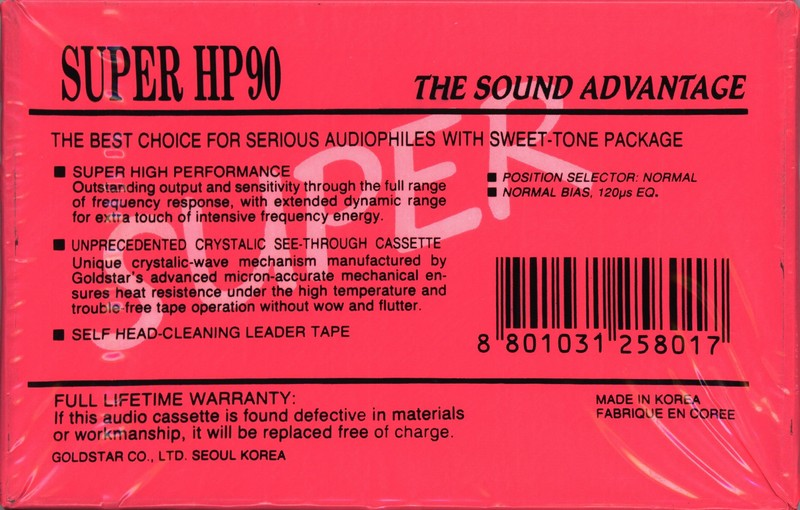 SUPER HP90
THE SOUND ADVANTAGE
THE BEST CHOICE FOR SERIOUS AUDIOPHILES WITH SWEET-TONE PACKAGE
SUPER
■ SUPER HIGH PERFORMANCE
Outstanding output and sensitivity through the full range
of frequency response, with extended dynamic range
for extra touch of intensive frequency energy.
■ UNPRECEDENTED CRYSTALIC SEE-THROUGH CASSETTE
Unique crystalic-wave mechanism manufactured by
Goldstar's advanced micron-accurate mechanical en-
sures heat resistence under the high temperature and
trouble-free tape operation without wow and flutter.
■ SELF HEAD-CLEANING LEADER TAPE
■ POSITION SELECTOR: NORMAL
■ NORMAL BIAS, 120µs EQ.
8 801031 258017
FULL LIFETIME WARRANTY:
If this audio cassette is found defective in materials
or workmanship, it will be replaced free of charge.
GOLDSTAR CO., LTD. SEOUL KOREA
MADE IN KOREA
FABRIQUE EN COREE